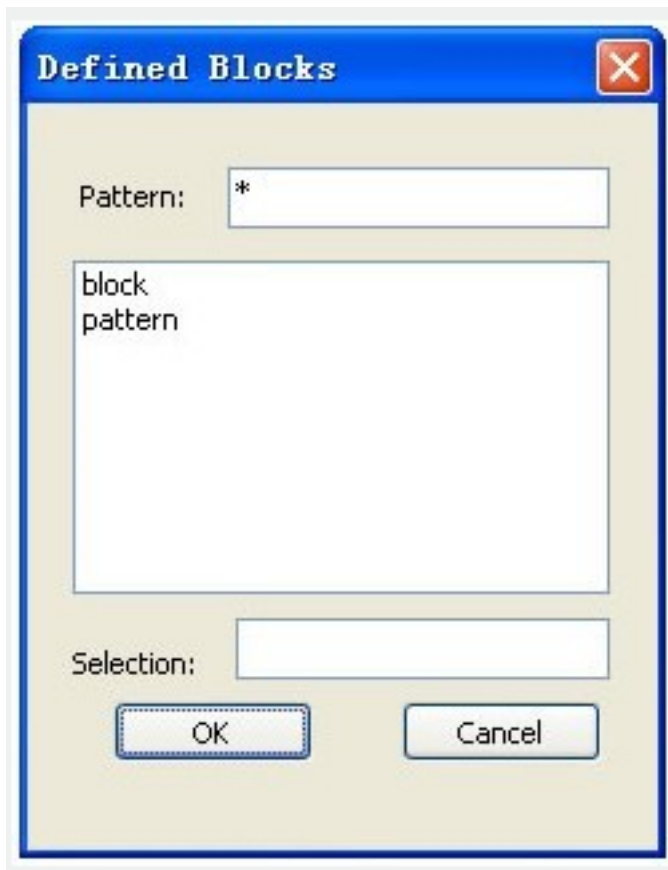 Defined Blocks
Pattern: *
block
pattern
Selection:
OK Cancel